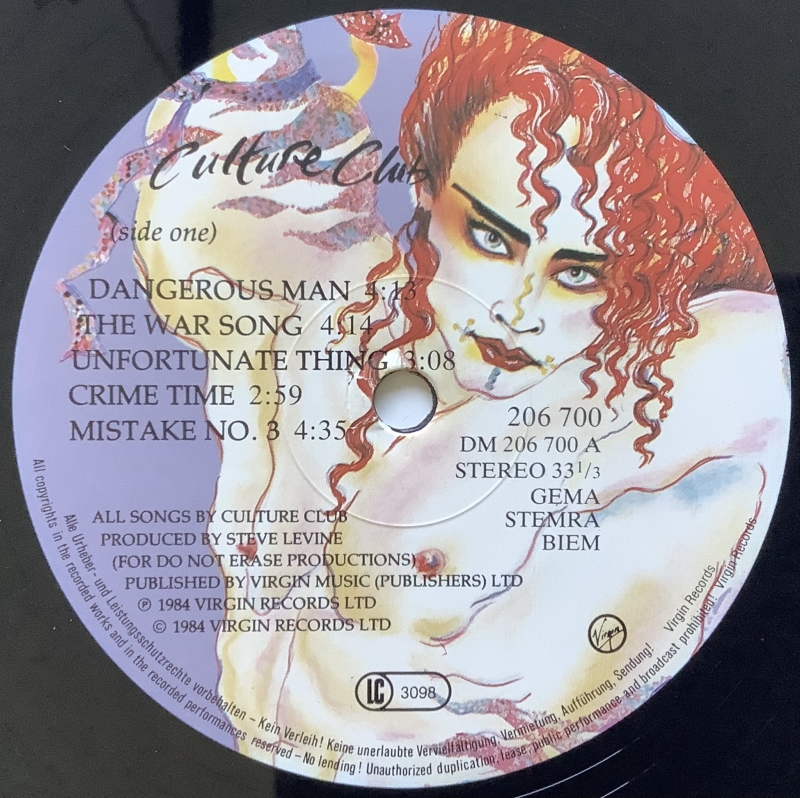 Culture Club
(side one)
DANGEROUS MAN 4:13
THE WAR SONG 4:14
UNFORTUNATE THING 3:08
CRIME TIME 2:59
MISTAKE NO. 3 4:35
206 700
DM 206 700 A
STEREO 33 1/3
GEMA
STEMRA
BIEM
ALL SONGS BY CULTURE CLUB
PRODUCED BY STEVE LEVINE
(FOR DO NOT ERASE PRODUCTIONS)
PUBLISHED BY VIRGIN MUSIC (PUBLISHERS) LTD
℗ 1984 VIRGIN RECORDS LTD
© 1984 VIRGIN RECORDS LTD
Virgin
LC 3098
Alle Urheber- und Leistungsschutzrechte vorbehalten – Kein Verleih! Keine unerlaubte Vervielfältigung, Vermietung, Aufführung, Sendung! Virgin Records
All copyrights in the recorded works and in the recorded performances reserved – No lending! Unauthorized duplication, lease, public performance and broadcast prohibited! Virgin Records